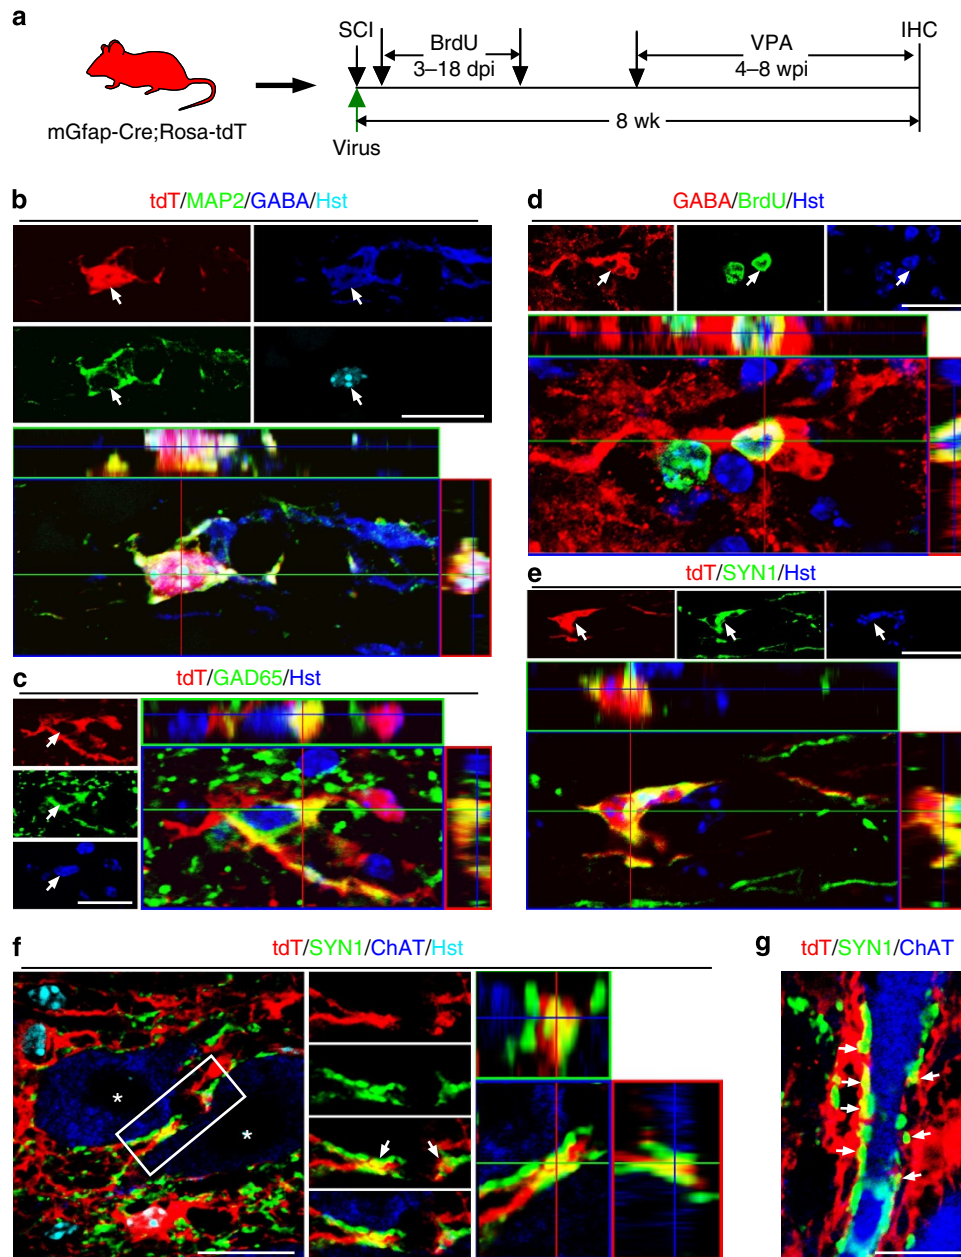 a
SCI
IHC
BrdU
VPA
3–18 dpi
4–8 wpi
mGfap-Cre;Rosa-tdT
8 wk
Virus
b
tdT/MAP2/GABA/Hst
d
GABA/BrdU/Hst
e
tdT/SYN1/Hst
c
tdT/GAD65/Hst
f
tdT/SYN1/ChAT/Hst
*
*
g
tdT/SYN1/ChAT